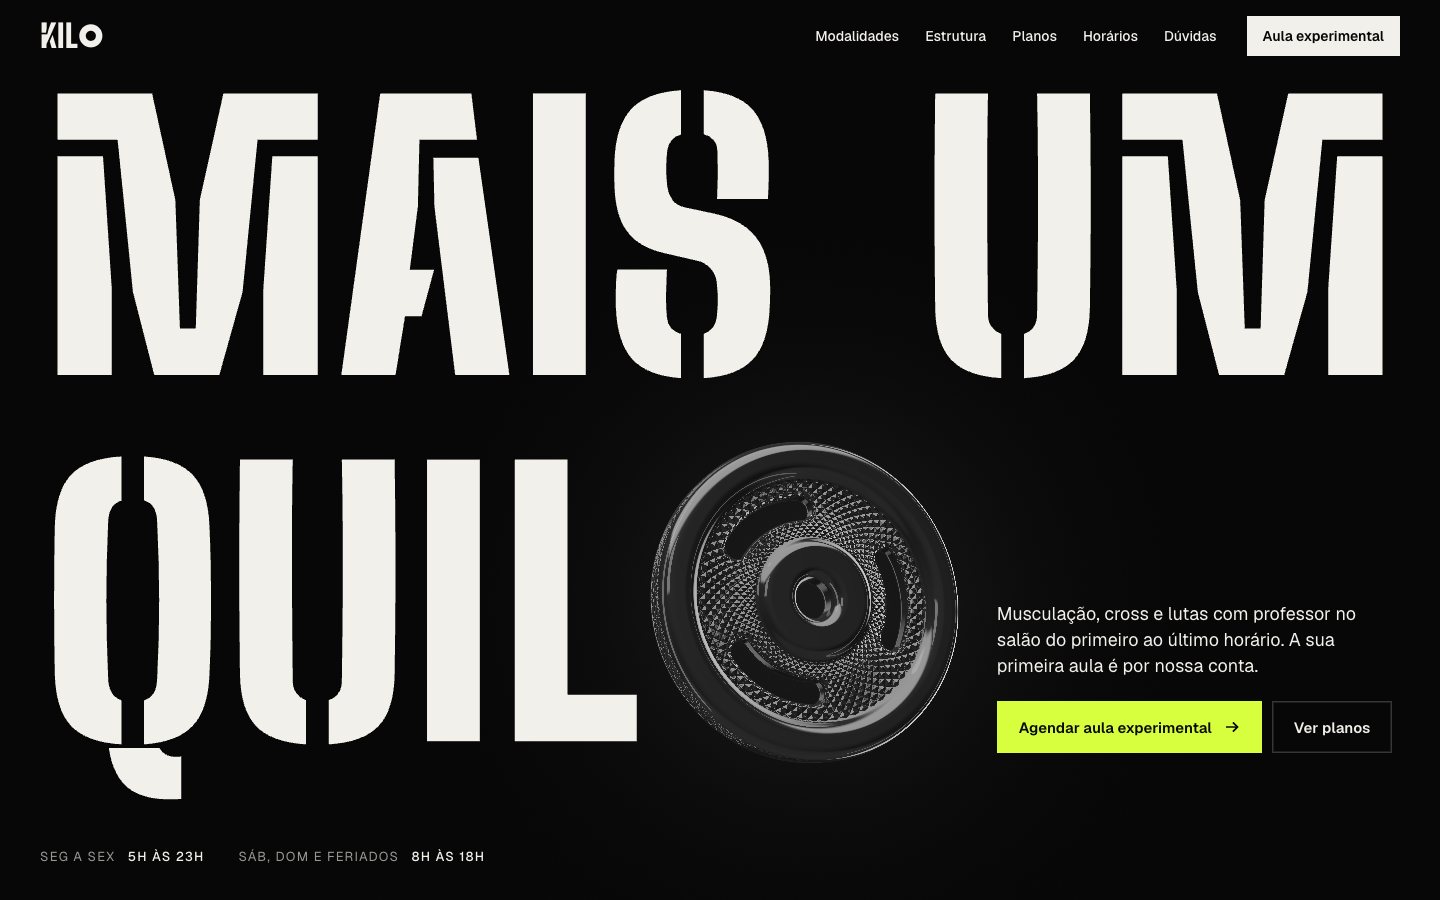 KILO
Modalidades
Estrutura
Planos
Horários
Dúvidas
Aula experimental
MAIS UM
QUILO
Musculação, cross e lutas com professor no
salão do primeiro ao último horário. A sua
primeira aula é por nossa conta.
Agendar aula experimental →
Ver planos
SEG A SEX 5H ÀS 23H
SÁB, DOM E FERIADOS 8H ÀS 18H